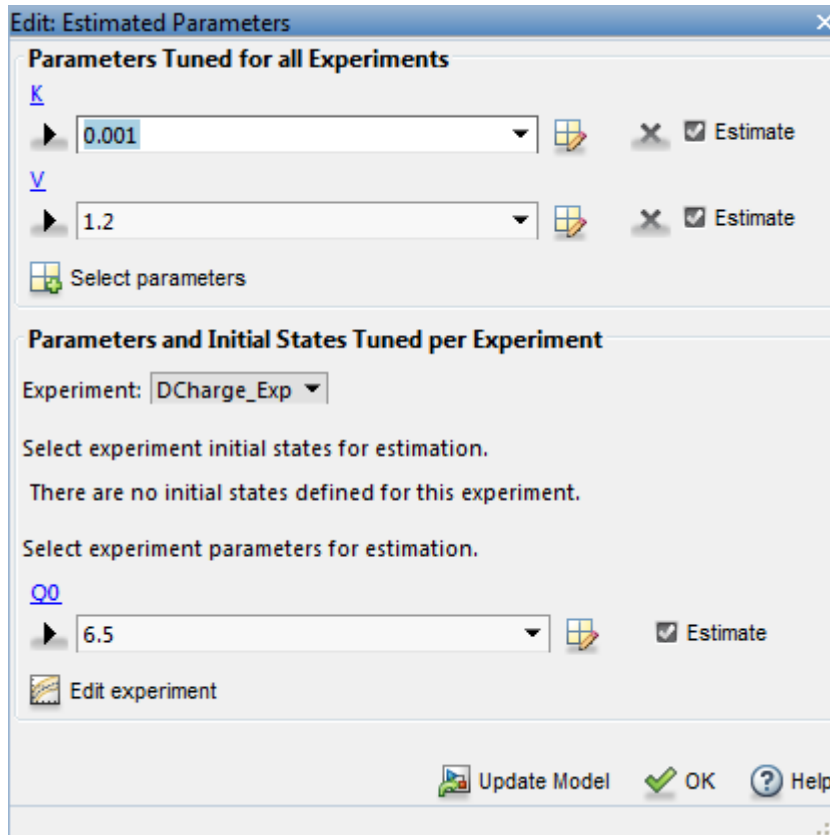 Edit: Estimated Parameters
Parameters Tuned for all Experiments
K
0.001 Estimate
V
1.2 Estimate
Select parameters
Parameters and Initial States Tuned per Experiment
Experiment: DCharge_Exp
Select experiment initial states for estimation.
There are no initial states defined for this experiment.
Select experiment parameters for estimation.
Q0
6.5 Estimate
Edit experiment
Update Model OK Help